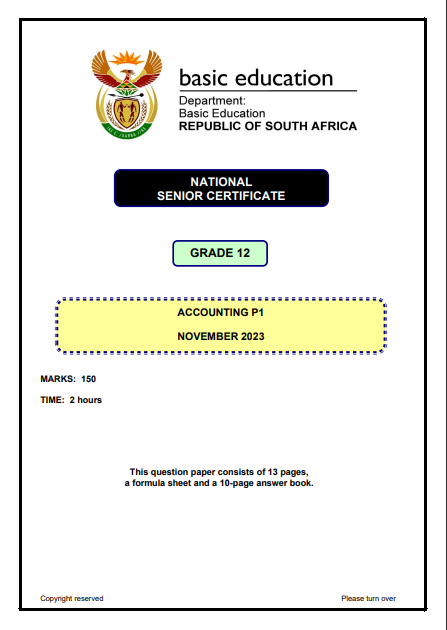 basic education
Department:
Basic Education
REPUBLIC OF SOUTH AFRICA
NATIONAL
SENIOR CERTIFICATE
GRADE 12
ACCOUNTING P1
NOVEMBER 2023
MARKS: 150
TIME: 2 hours
This question paper consists of 13 pages,
a formula sheet and a 10-page answer book.
Copyright reserved
Please turn over